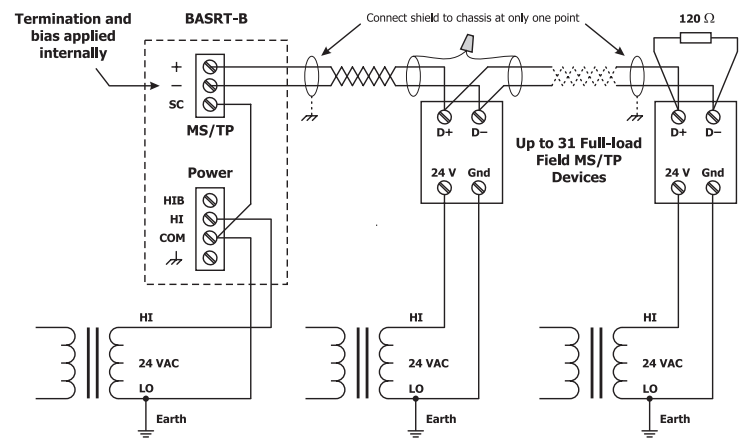 Termination and
bias applied
internally
BASRT-B
Connect shield to chassis at only one point
120 Ω
+
−
SC
MS/TP
D+ D−
D+ D−
Up to 31 Full-load
Field MS/TP
Devices
Power
HIB
HI
COM
24 V Gnd
24 V Gnd
HI
24 VAC
LO
Earth
HI
24 VAC
LO
Earth
HI
24 VAC
LO
Earth